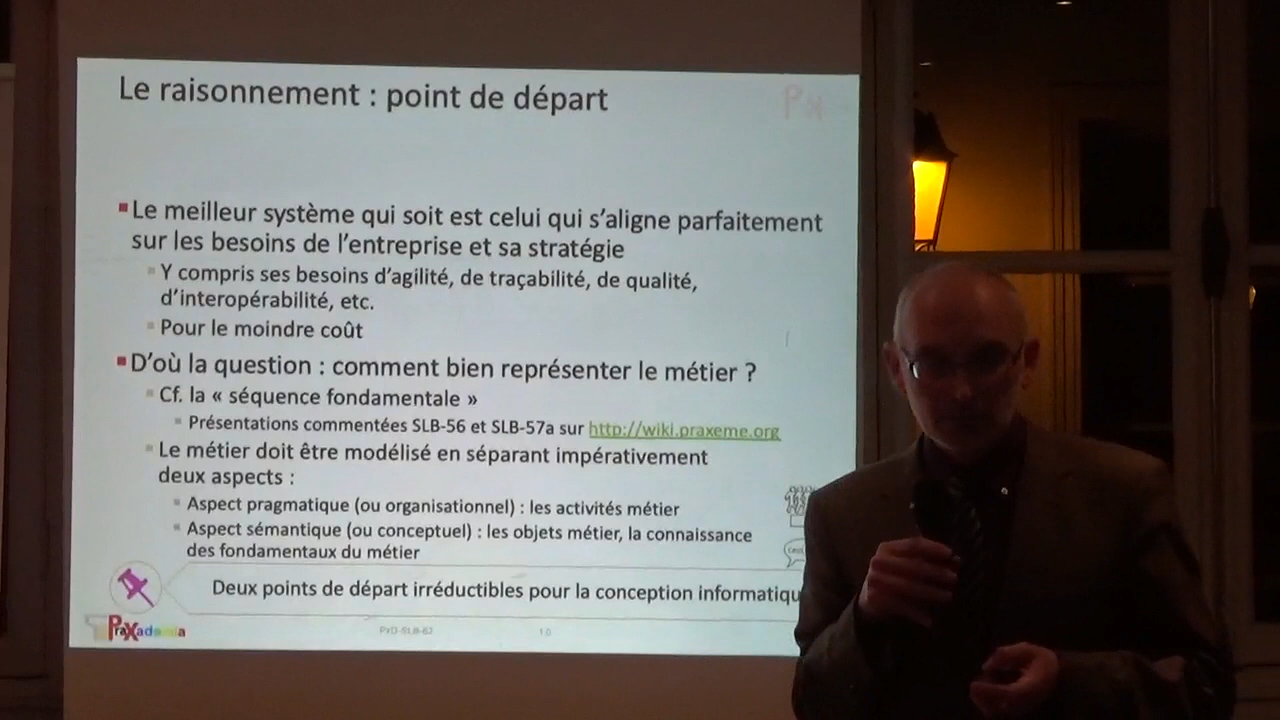 Le raisonnement : point de départ
Px
Le meilleur système qui soit est celui qui s'aligne parfaitement
sur les besoins de l'entreprise et sa stratégie
Y compris ses besoins d'agilité, de traçabilité, de qualité,
d'interopérabilité, etc.
Pour le moindre coût
D'où la question : comment bien représenter le métier ?
Cf. la « séquence fondamentale »
Présentations commentées SLB-56 et SLB-57a sur http://wiki.praxeme.org
Le métier doit être modélisé en séparant impérativement
deux aspects :
Aspect pragmatique (ou organisationnel) : les activités métier
Aspect sémantique (ou conceptuel) : les objets métier, la connaissance
des fondamentaux du métier
Deux points de départ irréductibles pour la conception informatiqu
PraXademia
PxD-SLB-62